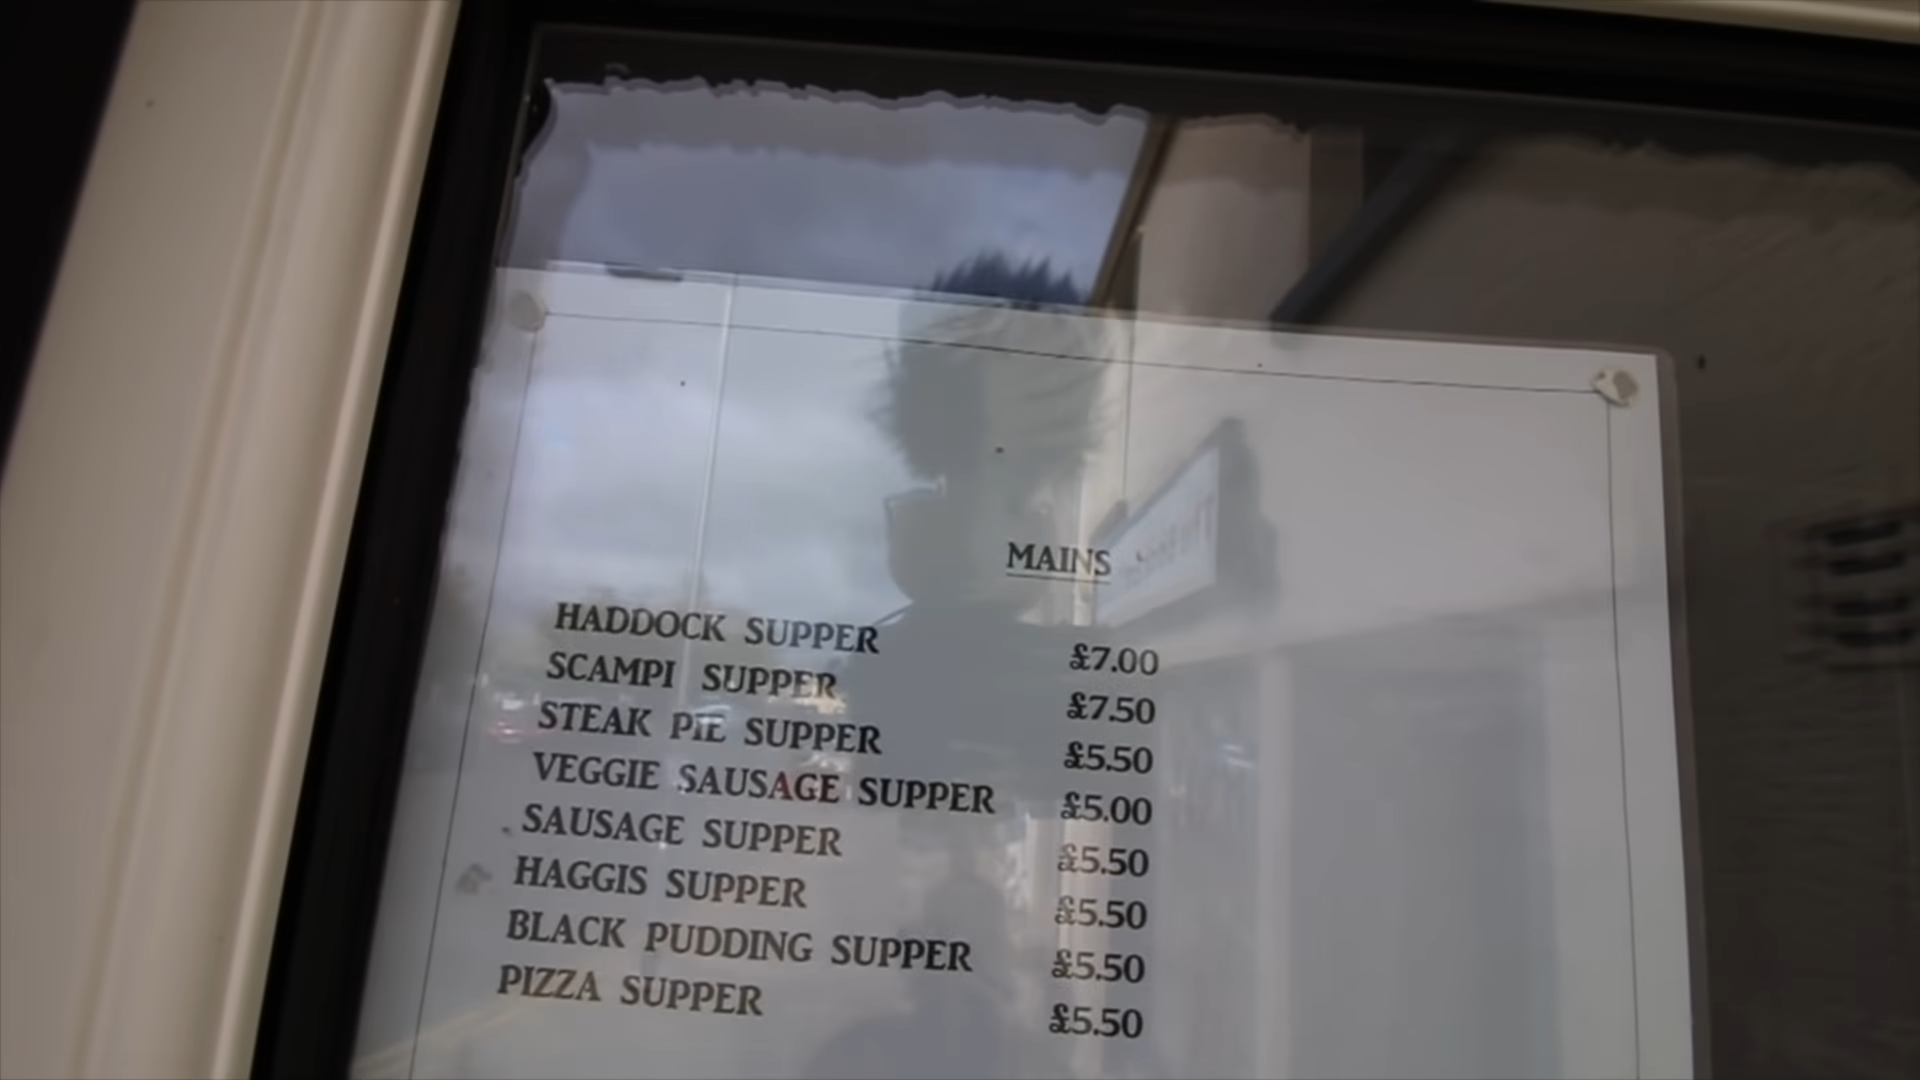 MAINS
HADDOCK SUPPER £7.00
SCAMPI SUPPER £7.50
STEAK PIE SUPPER £5.50
VEGGIE SAUSAGE SUPPER £5.00
SAUSAGE SUPPER £5.50
HAGGIS SUPPER £5.50
BLACK PUDDING SUPPER £5.50
PIZZA SUPPER £5.50